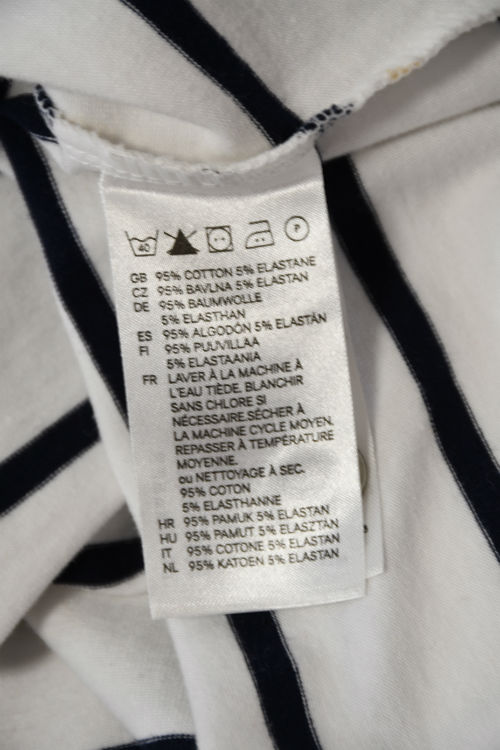 40 P
GB 95% COTTON 5% ELASTANE
CZ 95% BAVLNA 5% ELASTAN
DE 95% BAUMWOLLE
5% ELASTHAN
ES 95% ALGODÓN 5% ELASTÁN
FI 95% PUUVILLAA
5% ELASTAANIA
FR LAVER À LA MACHINE À
L'EAU TIÈDE. BLANCHIR
SANS CHLORE SI
NÉCESSAIRE.SÉCHER À
LA MACHINE CYCLE MOYEN.
REPASSER À TEMPÉRATURE
MOYENNE.
ou NETTOYAGE À SEC.
95% COTON
5% ELASTHANNE
HR 95% PAMUK 5% ELASTAN
HU 95% PAMUT 5% ELASZTÁN
IT 95% COTONE 5% ELASTAN
NL 95% KATOEN 5% ELASTAN